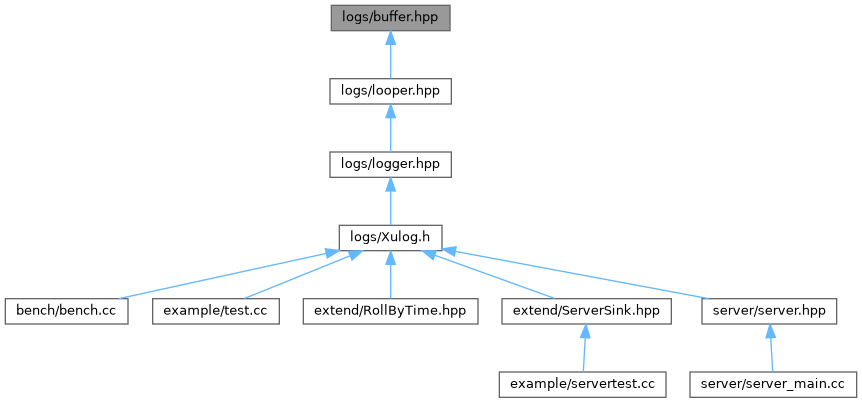 logs/buffer.hpp
logs/looper.hpp
logs/logger.hpp
logs/Xulog.h
bench/bench.cc
example/test.cc
extend/RollByTime.hpp
extend/ServerSink.hpp
server/server.hpp
example/servertest.cc
server/server_main.cc